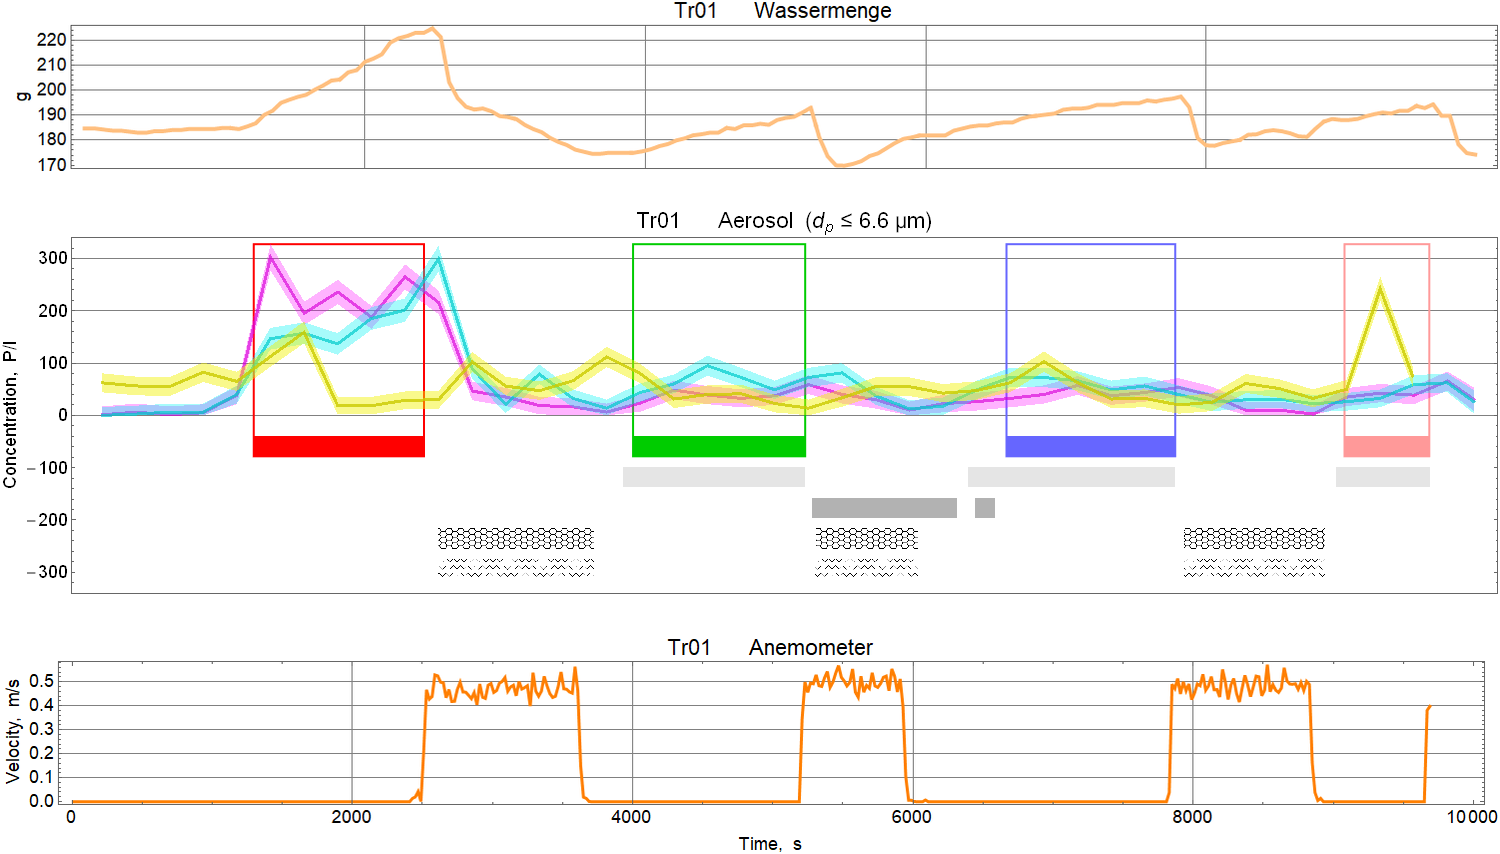 Tr01 Wassermenge
220
210
200
190
180
170
g
Tr01 Aerosol (dp ≤ 6.6 µm)
300
200
100
0
−100
−200
−300
Concentration, P/l
Tr01 Anemometer
0.5
0.4
0.3
0.2
0.1
0.0
Velocity, m/s
0 2000 4000 6000 8000 10000
Time, s